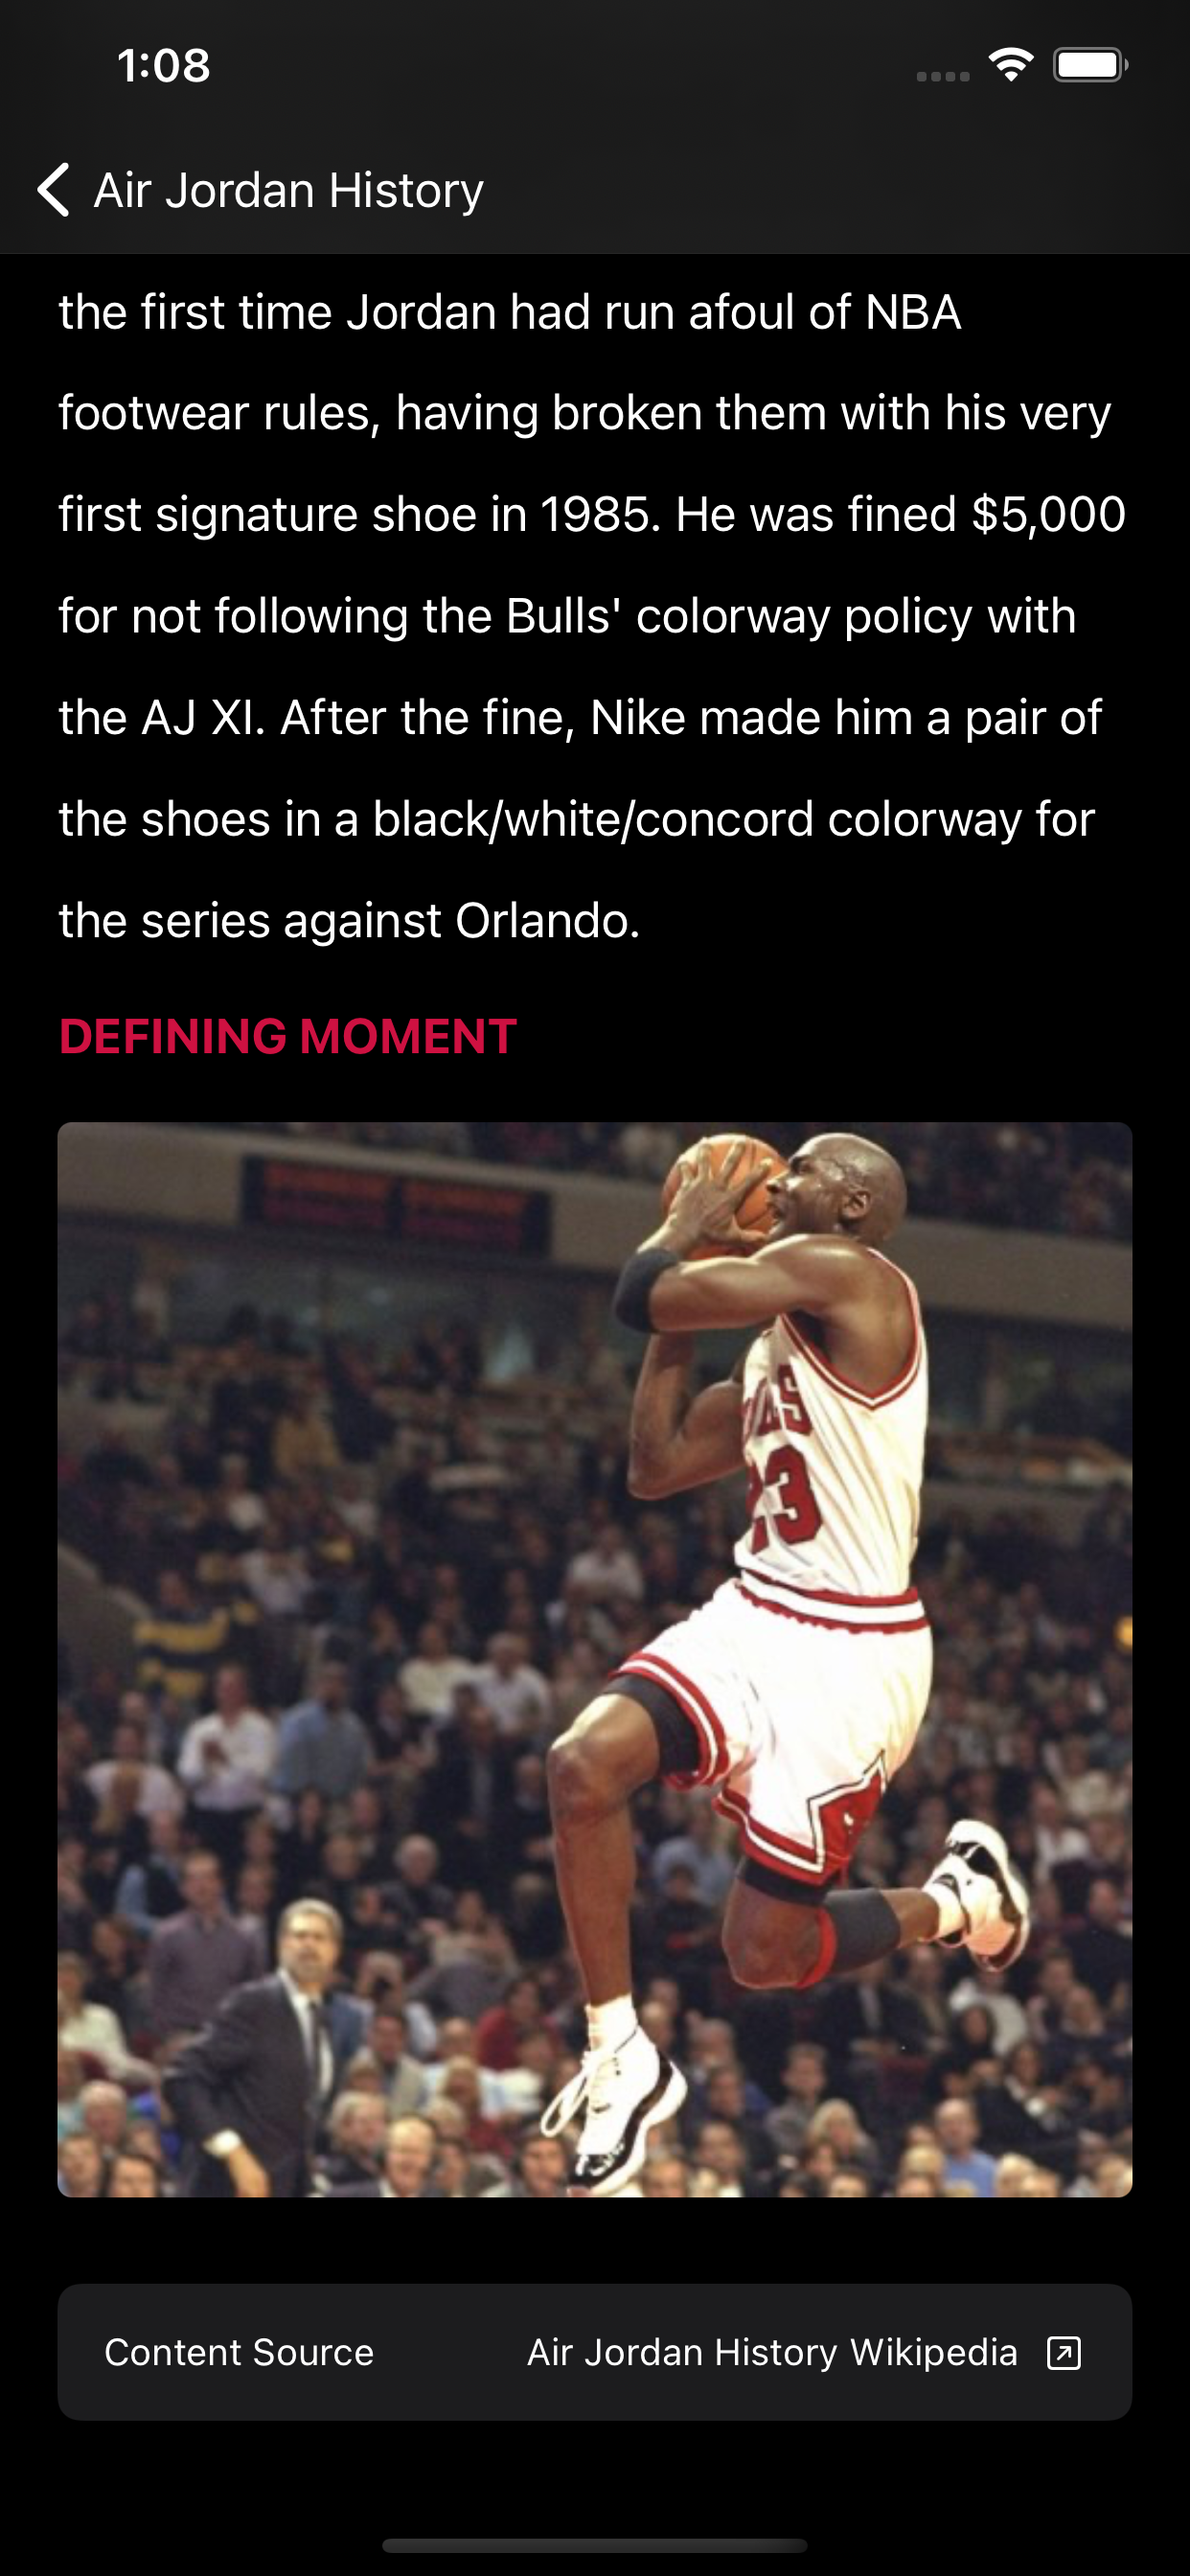 1:08
Air Jordan History
the first time Jordan had run afoul of NBA
footwear rules, having broken them with his very
first signature shoe in 1985. He was fined $5,000
for not following the Bulls' colorway policy with
the AJ XI. After the fine, Nike made him a pair of
the shoes in a black/white/concord colorway for
the series against Orlando.
DEFINING MOMENT
23
Content Source Air Jordan History Wikipedia